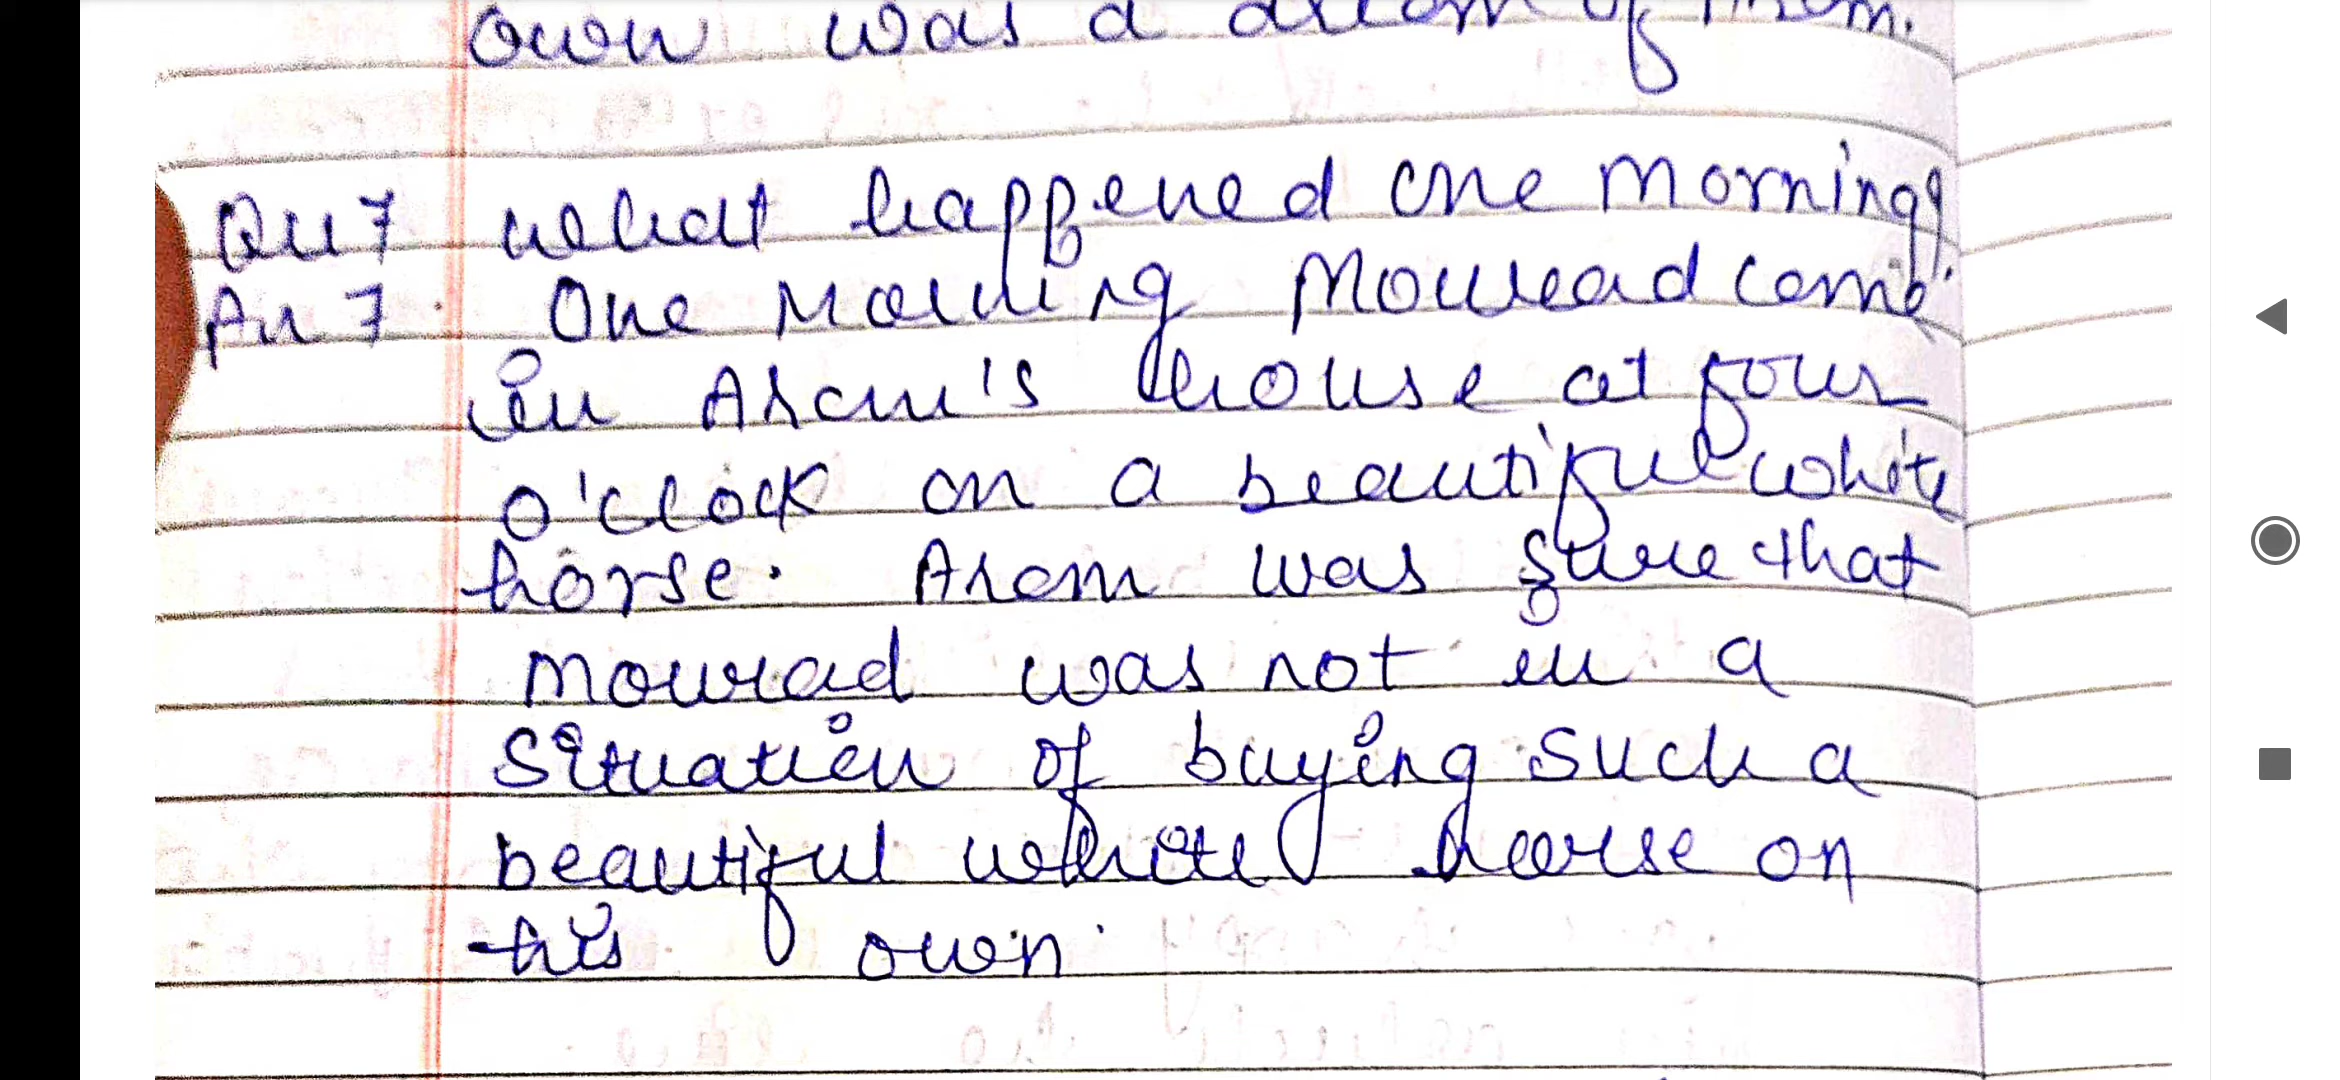 own was a dream of them.
Qu 7 what happened one morning?
An 7. One Morning Mourad came
in Aram's house at four
o'clock on a beautiful white
horse. Aram was sure that
Mourad was not in a
Situation of buying such a
beautiful white horse on
his own.